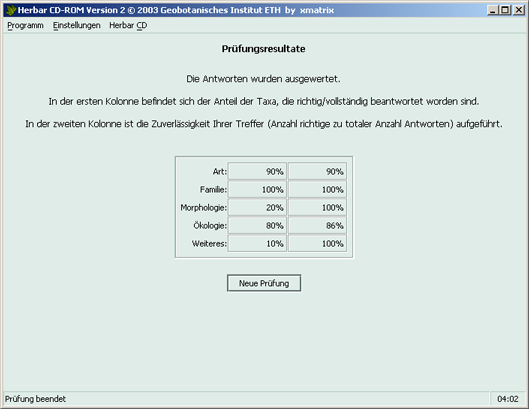 Herbar CD-ROM Version 2 © 2003 Geobotanisches Institut ETH by xmatrix
Programm Einstellungen Herbar CD
Prüfungsresultate
Die Antworten wurden ausgewertet.
In der ersten Kolonne befindet sich der Anteil der Taxa, die richtig/vollständig beantwortet worden sind.
In der zweiten Kolonne ist die Zuverlässigkeit Ihrer Treffer (Anzahl richtige zu totaler Anzahl Antworten) aufgeführt.
Art: 90% 90%
Familie: 100% 100%
Morphologie: 20% 100%
Ökologie: 80% 86%
Weiteres: 10% 100%
Neue Prüfung
Prüfung beendet 04:02